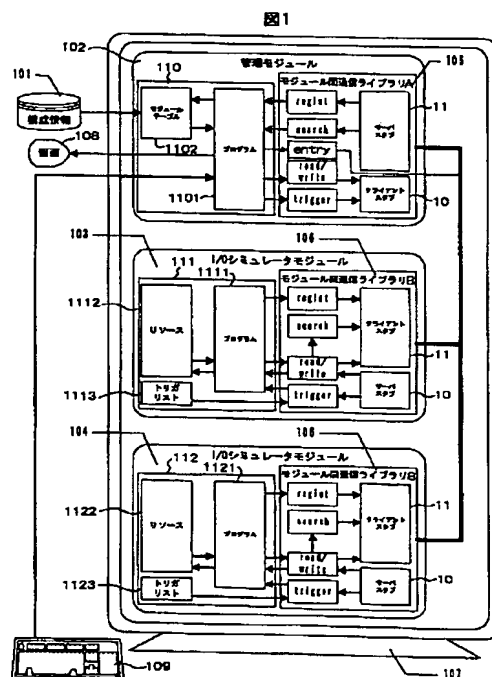 図1
102
管理モジュール
110
モジュール間通信ライブラリA
105
101
構成情報
モジュール
テーブル
プログラム
regist
search
entry
read/
write
trigger
サーバ
スタブ
11
108
画面
1102
1101
クライアント
スタブ
10
103
I/Oシミュレータモジュール
111
1111
106
モジュール間通信ライブラリB
1112
リソース
プログラム
regist
search
read/
write
trigger
クライアント
スタブ
11
サーバ
スタブ
10
1113
トリガ
リスト
104
I/Oシミュレータモジュール
112
1121
106
モジュール間通信ライブラリB
1122
リソース
プログラム
regist
search
read/
write
trigger
クライアント
スタブ
11
サーバ
スタブ
10
1123
トリガ
リスト
109
107